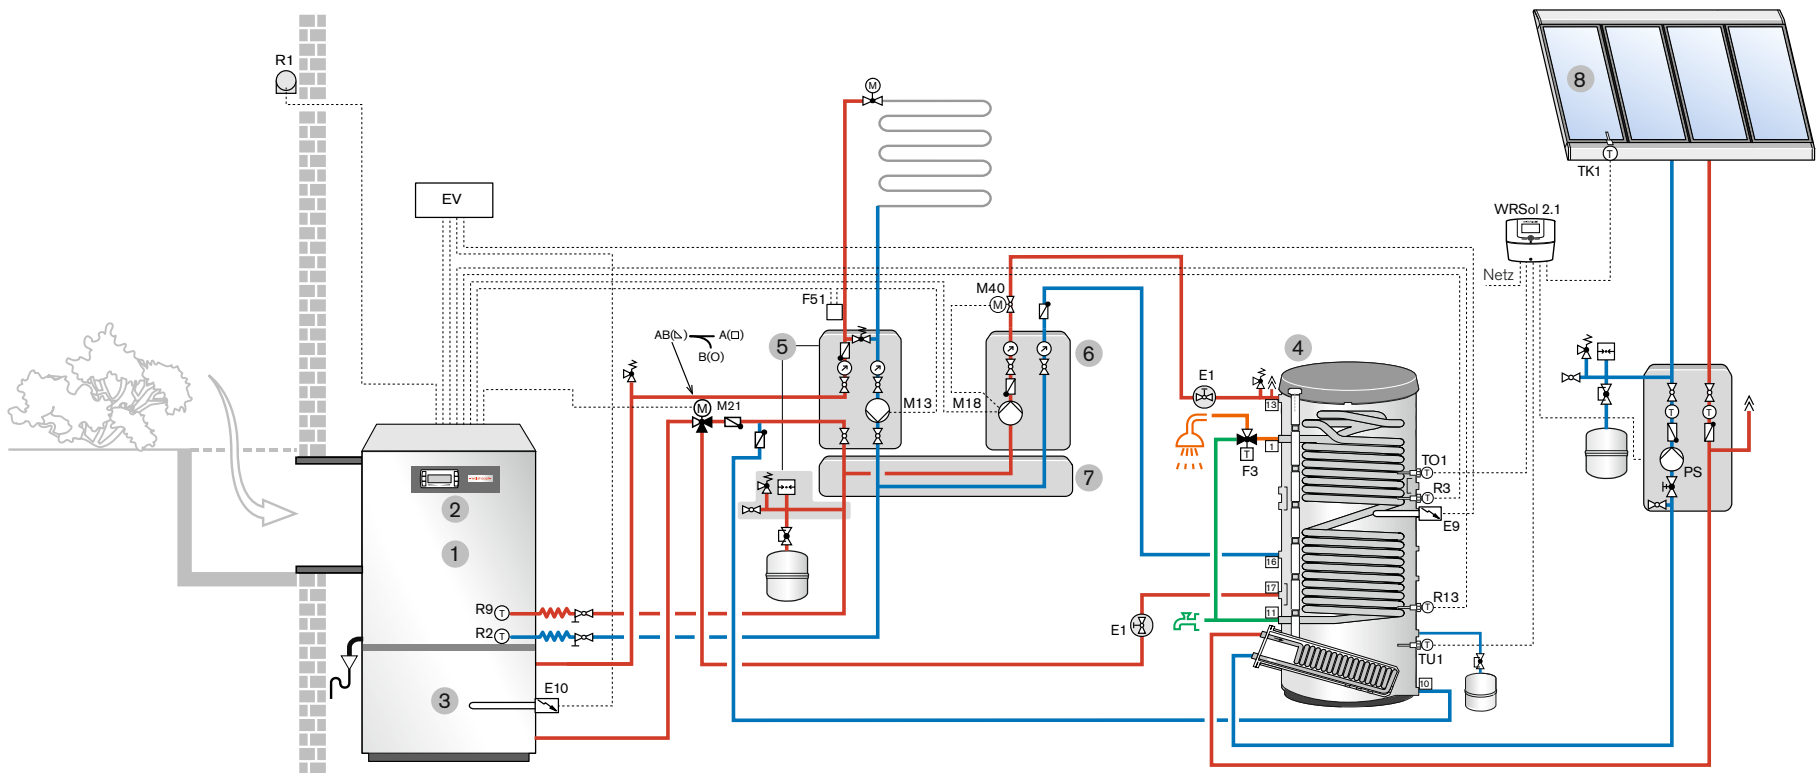 R1
8
TK1
EV
WRSol 2.1
Netz
M
F51
M40
M
AB(◺) A(□)
B(O)
5
6
4
E1
13
M
M21
M13
M18
1
T
F3
T
T
PS
TO1
T
R3
T
E9
7
2
1
16
17
11
R13
T
R9
T
R2
T
E1
TU1
T
3
E10
10
T